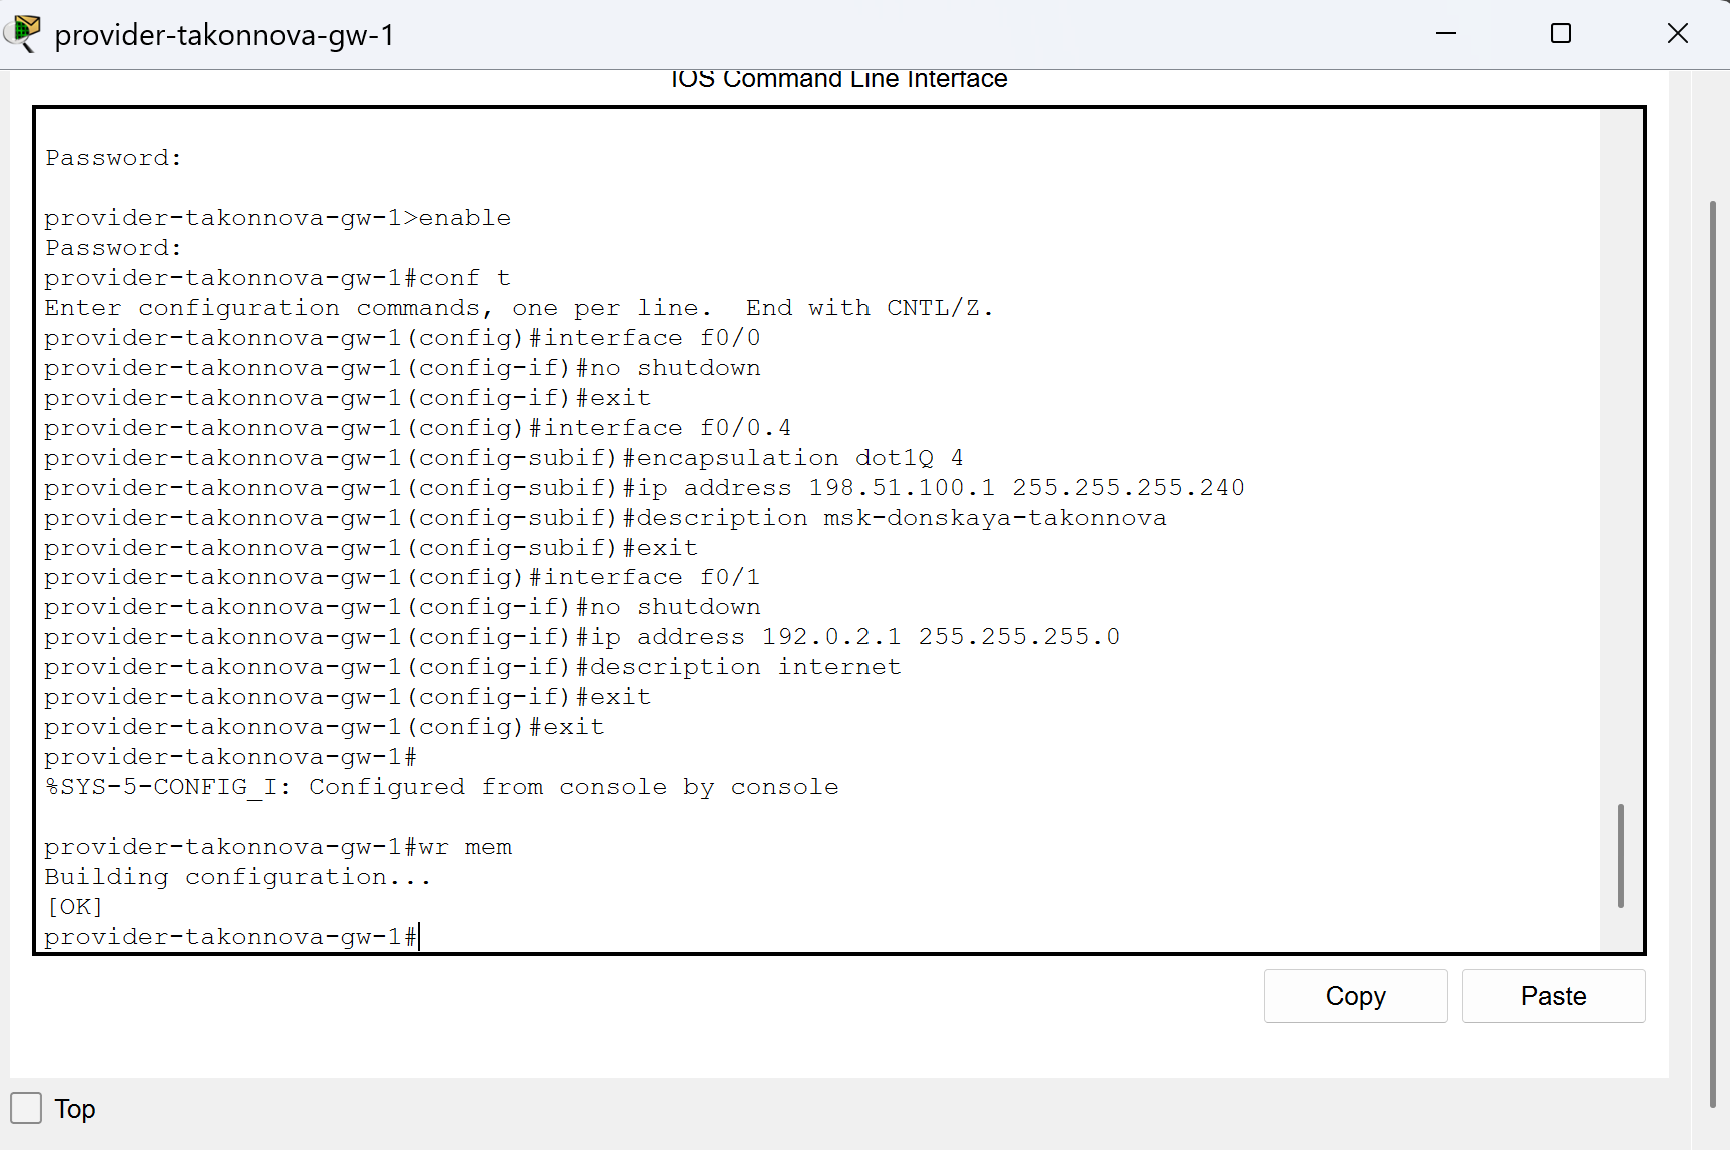 provider-takonnova-gw-1
IOS Command Line Interface
Password:
provider-takonnova-gw-1>enable
Password:
provider-takonnova-gw-1#conf t
Enter configuration commands, one per line.  End with CNTL/Z.
provider-takonnova-gw-1(config)#interface f0/0
provider-takonnova-gw-1(config-if)#no shutdown
provider-takonnova-gw-1(config-if)#exit
provider-takonnova-gw-1(config)#interface f0/0.4
provider-takonnova-gw-1(config-subif)#encapsulation dot1Q 4
provider-takonnova-gw-1(config-subif)#ip address 198.51.100.1 255.255.255.240
provider-takonnova-gw-1(config-subif)#description msk-donskaya-takonnova
provider-takonnova-gw-1(config-subif)#exit
provider-takonnova-gw-1(config)#interface f0/1
provider-takonnova-gw-1(config-if)#no shutdown
provider-takonnova-gw-1(config-if)#ip address 192.0.2.1 255.255.255.0
provider-takonnova-gw-1(config-if)#description internet
provider-takonnova-gw-1(config-if)#exit
provider-takonnova-gw-1(config)#exit
provider-takonnova-gw-1#
%SYS-5-CONFIG_I: Configured from console by console
provider-takonnova-gw-1#wr mem
Building configuration...
[OK]
provider-takonnova-gw-1#
Copy
Paste
Top